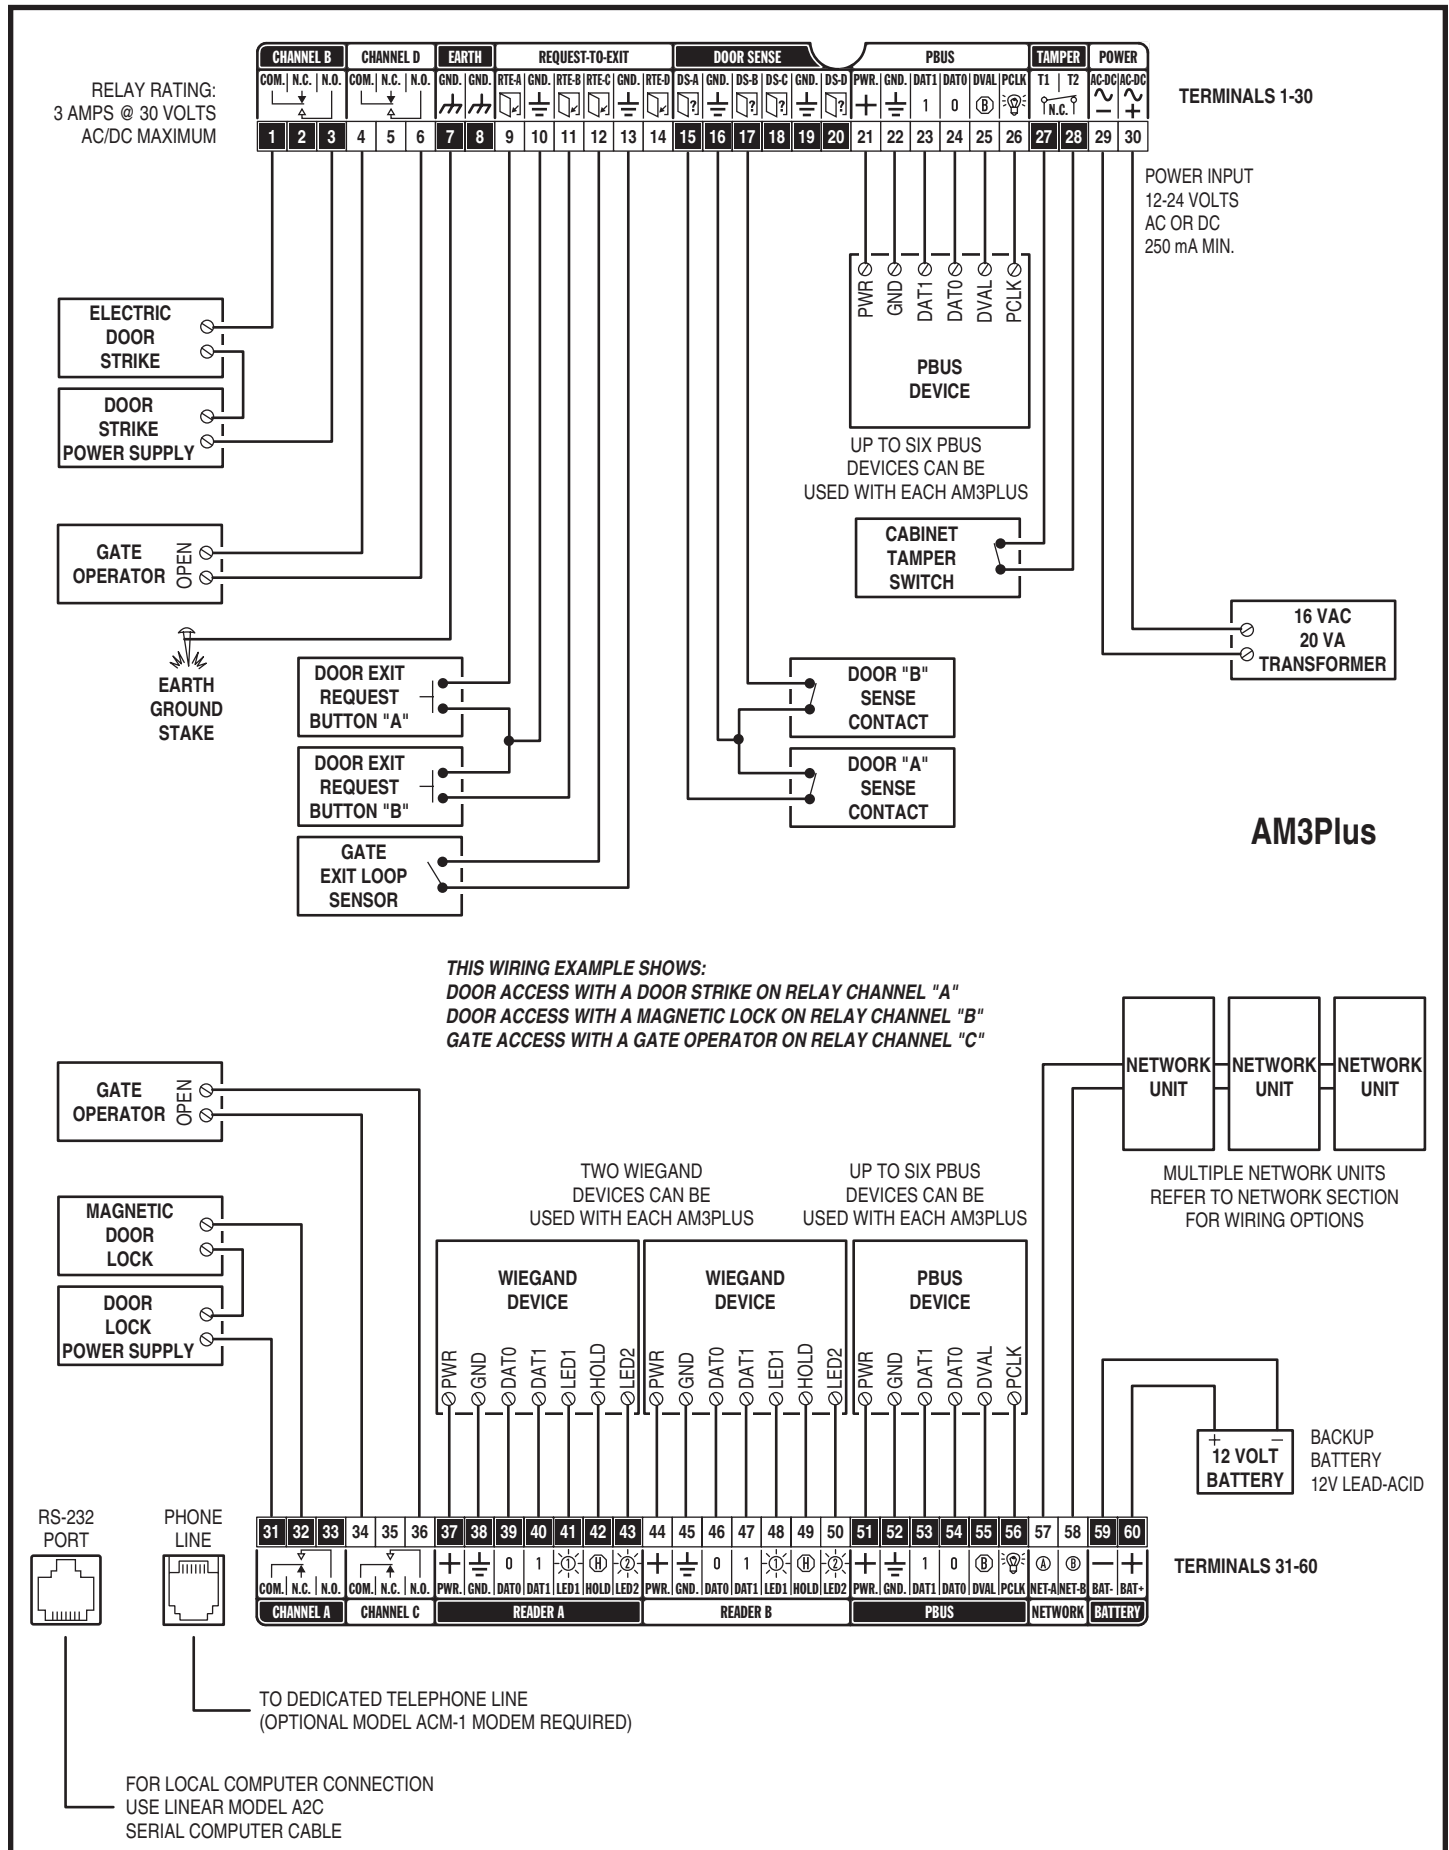 CHANNEL B CHANNEL D EARTH REQUEST-TO-EXIT DOOR SENSE PBUS TAMPER POWER
COM. N.C. N.O. COM. N.C. N.O. GND. GND. RTE-A GND. RTE-B RTE-C GND. RTE-D DS-A GND. DS-B DS-C GND. DS-D PWR. GND. DAT1 DAT0 DVAL PCLK T1 T2 AC-DC AC-DC
? ? ? ? 1 0 B N.C.
1 2 3 4 5 6 7 8 9 10 11 12 13 14 15 16 17 18 19 20 21 22 23 24 25 26 27 28 29 30
RELAY RATING:
3 AMPS @ 30 VOLTS
AC/DC MAXIMUM
TERMINALS 1-30
POWER INPUT
12-24 VOLTS
AC OR DC
250 mA MIN.
ELECTRIC
DOOR
STRIKE
DOOR
STRIKE
POWER SUPPLY
PWR
GND
DAT1
DAT0
DVAL
PCLK
PBUS
DEVICE
UP TO SIX PBUS
DEVICES CAN BE
USED WITH EACH AM3PLUS
GATE
OPERATOR
OPEN
CABINET
TAMPER
SWITCH
16 VAC
20 VA
TRANSFORMER
EARTH
GROUND
STAKE
DOOR EXIT
REQUEST
BUTTON "A"
DOOR EXIT
REQUEST
BUTTON "B"
GATE
EXIT LOOP
SENSOR
DOOR "B"
SENSE
CONTACT
DOOR "A"
SENSE
CONTACT
AM3Plus
THIS WIRING EXAMPLE SHOWS:
DOOR ACCESS WITH A DOOR STRIKE ON RELAY CHANNEL "A"
DOOR ACCESS WITH A MAGNETIC LOCK ON RELAY CHANNEL "B"
GATE ACCESS WITH A GATE OPERATOR ON RELAY CHANNEL "C"
NETWORK
UNIT
NETWORK
UNIT
NETWORK
UNIT
MULTIPLE NETWORK UNITS
REFER TO NETWORK SECTION
FOR WIRING OPTIONS
GATE
OPERATOR
OPEN
MAGNETIC
DOOR
LOCK
DOOR
LOCK
POWER SUPPLY
TWO WIEGAND
DEVICES CAN BE
USED WITH EACH AM3PLUS
UP TO SIX PBUS
DEVICES CAN BE
USED WITH EACH AM3PLUS
WIEGAND
DEVICE
PWR
GND
DAT0
DAT1
LED1
HOLD
LED2
WIEGAND
DEVICE
PWR
GND
DAT0
DAT1
LED1
HOLD
LED2
PBUS
DEVICE
PWR
GND
DAT1
DAT0
DVAL
PCLK
+ −
12 VOLT
BATTERY
BACKUP
BATTERY
12V LEAD-ACID
RS-232
PORT
PHONE
LINE
31 32 33 34 35 36 37 38 39 40 41 42 43 44 45 46 47 48 49 50 51 52 53 54 55 56 57 58 59 60
0 1 1 H 2 0 1 1 H 2 1 0 B A B
COM. N.C. N.O. COM. N.C. N.O. PWR. GND. DAT0 DAT1 LED1 HOLD LED2 PWR. GND. DAT0 DAT1 LED1 HOLD LED2 PWR. GND. DAT1 DAT0 DVAL PCLK NET-A NET-B BAT- BAT+
CHANNEL A CHANNEL C READER A READER B PBUS NETWORK BATTERY
TERMINALS 31-60
TO DEDICATED TELEPHONE LINE
(OPTIONAL MODEL ACM-1 MODEM REQUIRED)
FOR LOCAL COMPUTER CONNECTION
USE LINEAR MODEL A2C
SERIAL COMPUTER CABLE